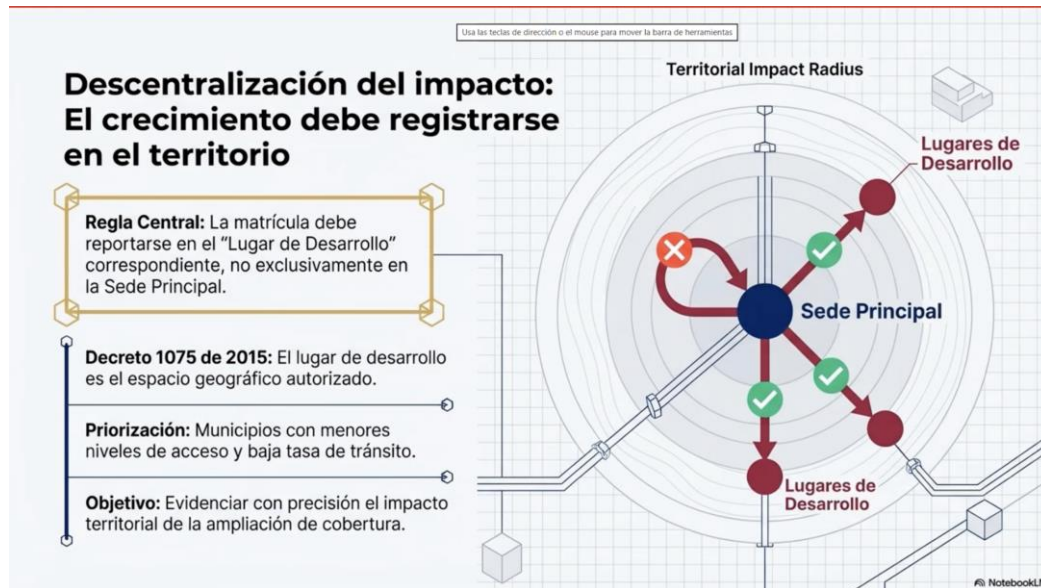 Usa las teclas de dirección o el mouse para mover la barra de herramientas
Descentralización del impacto:
El crecimiento debe registrarse
en el territorio
Regla Central: La matrícula debe
reportarse en el “Lugar de Desarrollo”
correspondiente, no exclusivamente en
la Sede Principal.
Decreto 1075 de 2015: El lugar de desarrollo
es el espacio geográfico autorizado.
Priorización: Municipios con menores
niveles de acceso y baja tasa de tránsito.
Objetivo: Evidenciar con precisión el impacto
territorial de la ampliación de cobertura.
Territorial Impact Radius
Lugares de
Desarrollo
Sede Principal
Lugares de
Desarrollo
NotebookL